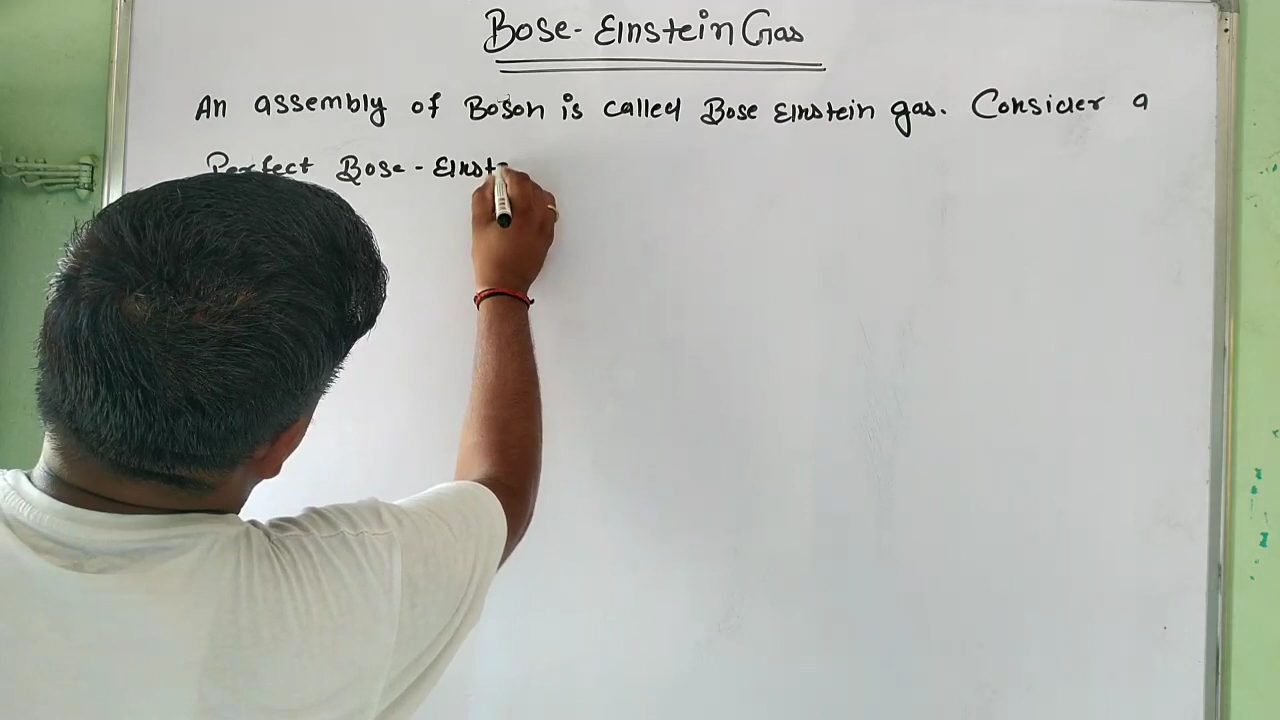 Bose-Einstein Gas
An assembly of Boson is called Bose Einstein gas. Consider a
Perfect Bose-Einst